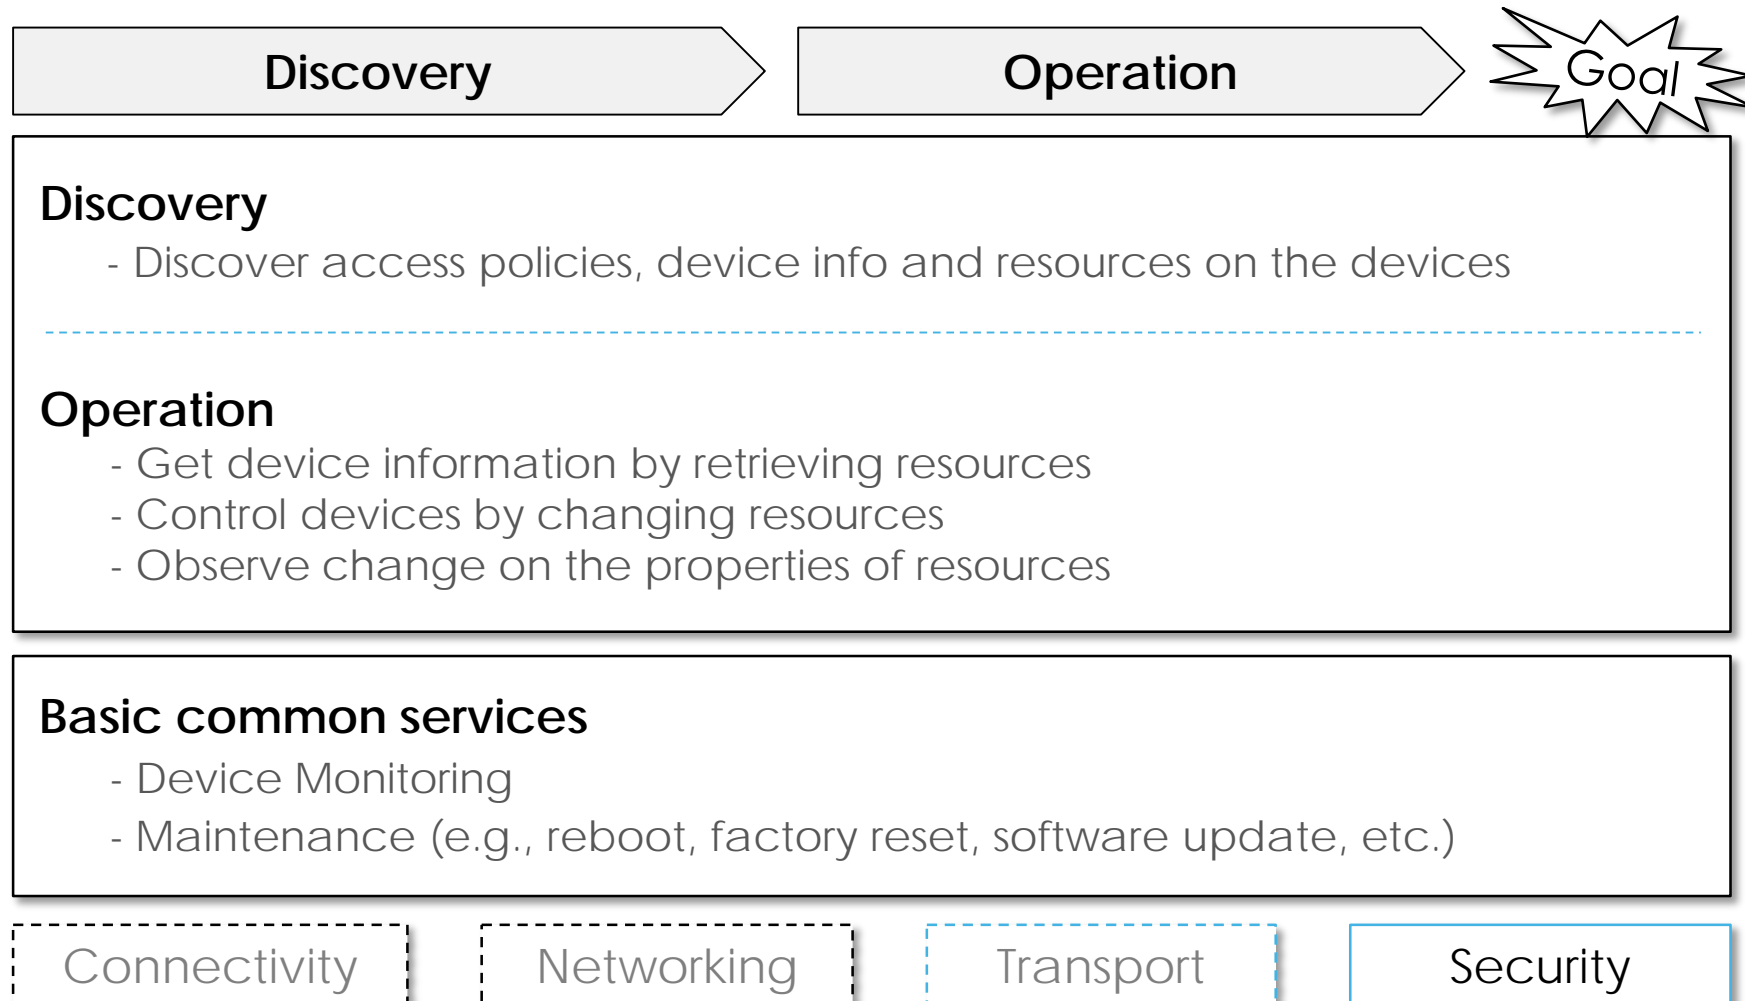 Discovery
Operation
Goal
Discovery
- Discover access policies, device info and resources on the devices
Operation
- Get device information by retrieving resources
- Control devices by changing resources
- Observe change on the properties of resources
Basic common services
- Device Monitoring
- Maintenance (e.g., reboot, factory reset, software update, etc.)
Connectivity
Networking
Transport
Security